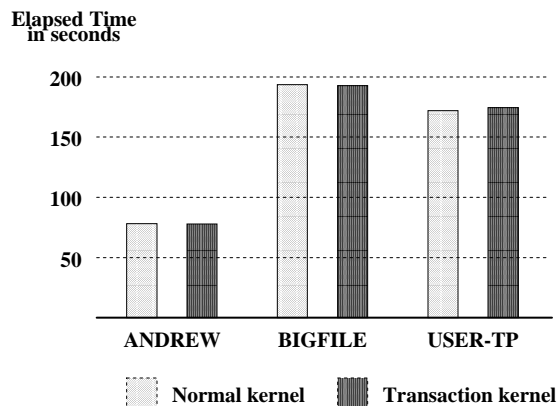 Elapsed Time
in seconds
200
150
100
50
ANDREW BIGFILE USER-TP
Normal kernel Transaction kernel